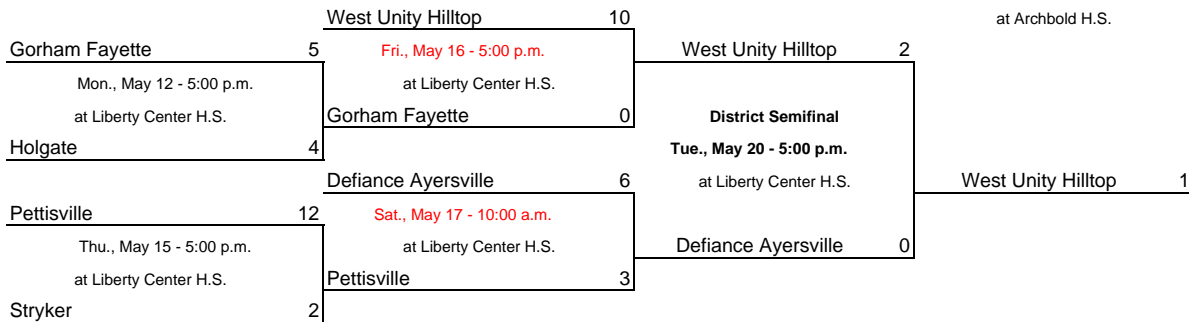 West Unity Hilltop 10
at Archbold H.S.
Gorham Fayette 5
Fri., May 16 - 5:00 p.m.
West Unity Hilltop 2
Mon., May 12 - 5:00 p.m.
at Liberty Center H.S.
at Liberty Center H.S.
Gorham Fayette 0
District Semifinal
Holgate 4
Tue., May 20 - 5:00 p.m.
Defiance Ayersville 6
at Liberty Center H.S.
West Unity Hilltop 1
Pettisville 12
Sat., May 17 - 10:00 a.m.
Thu., May 15 - 5:00 p.m.
at Liberty Center H.S.
Defiance Ayersville 0
at Liberty Center H.S.
Pettisville 3
Stryker 2